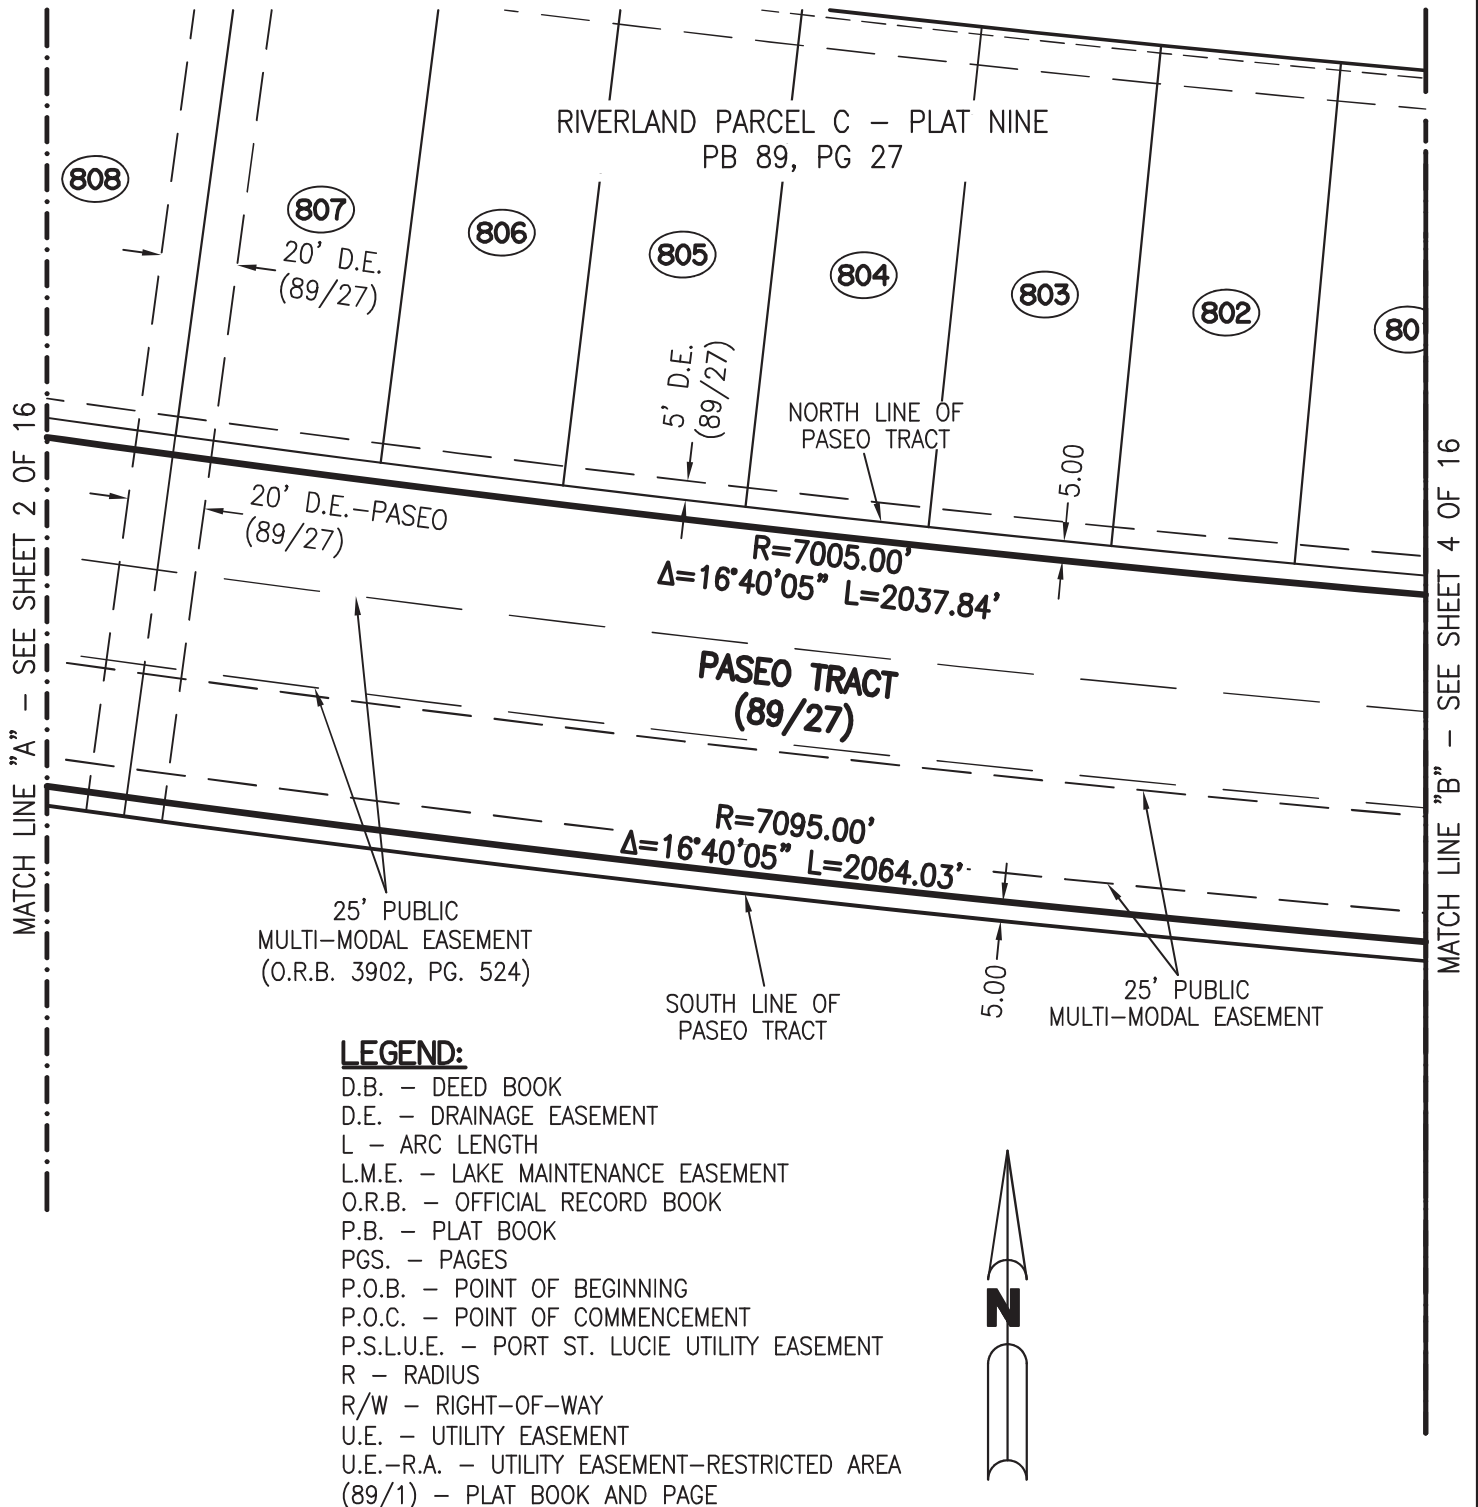 RIVERLAND PARCEL C – PLAT NINE
PB 89, PG 27
808
807
806
805
804
803
802
80
20' D.E.
(89/27)
5' D.E.
(89/27)
NORTH LINE OF
PASEO TRACT
5.00
20' D.E.–PASEO
(89/27)
R=7005.00'
Δ=16°40'05" L=2037.84'
PASEO TRACT
(89/27)
R=7095.00'
Δ=16°40'05" L=2064.03'
25' PUBLIC
MULTI–MODAL EASEMENT
(O.R.B. 3902, PG. 524)
SOUTH LINE OF
PASEO TRACT
5.00
25' PUBLIC
MULTI–MODAL EASEMENT
MATCH LINE "A" – SEE SHEET 2 OF 16
MATCH LINE "B" – SEE SHEET 4 OF 16
LEGEND:
D.B. – DEED BOOK
D.E. – DRAINAGE EASEMENT
L – ARC LENGTH
L.M.E. – LAKE MAINTENANCE EASEMENT
O.R.B. – OFFICIAL RECORD BOOK
P.B. – PLAT BOOK
PGS. – PAGES
P.O.B. – POINT OF BEGINNING
P.O.C. – POINT OF COMMENCEMENT
P.S.L.U.E. – PORT ST. LUCIE UTILITY EASEMENT
R – RADIUS
R/W – RIGHT–OF–WAY
U.E. – UTILITY EASEMENT
U.E.–R.A. – UTILITY EASEMENT–RESTRICTED AREA
(89/1) – PLAT BOOK AND PAGE
N